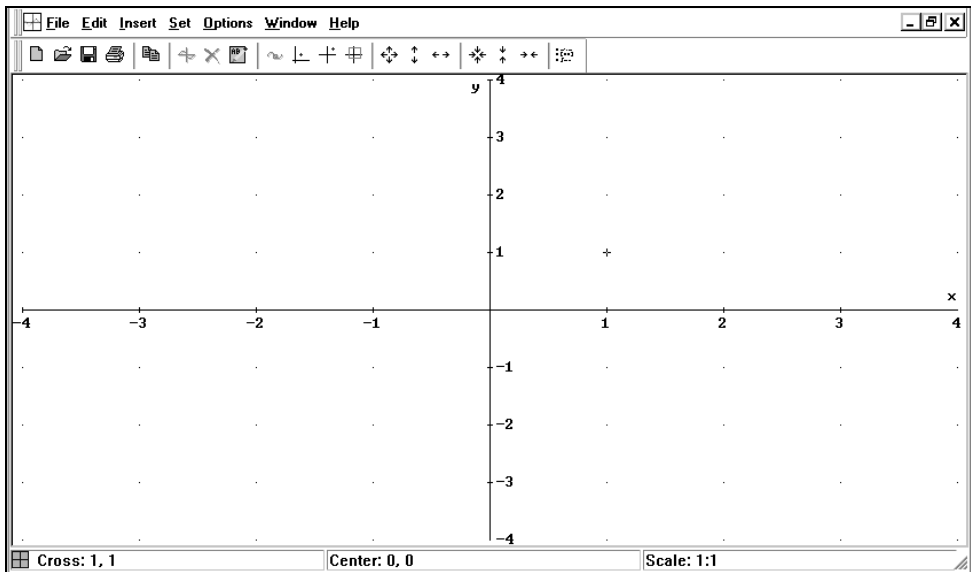 File Edit Insert Set Options Window Help
y 4
3
2
1
x
-4 -3 -2 -1 1 2 3 4
-1
-2
-3
-4
Cross: 1, 1 Center: 0, 0 Scale: 1:1